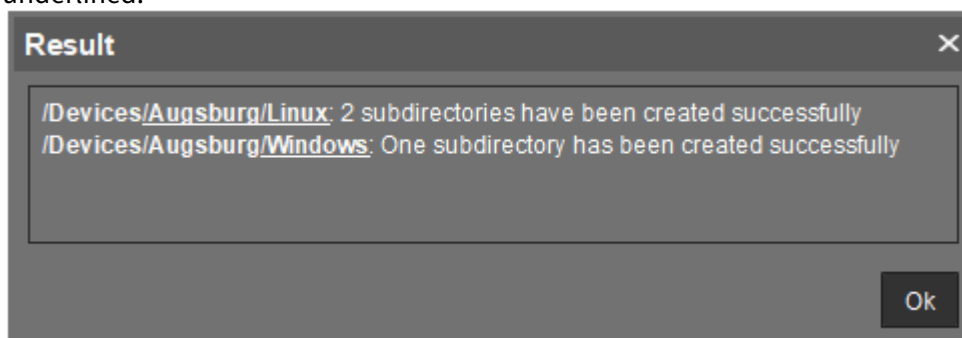 underlined.
Result
/Devices/Augsburg/Linux: 2 subdirectories have been created successfully
/Devices/Augsburg/Windows: One subdirectory has been created successfully
Ok